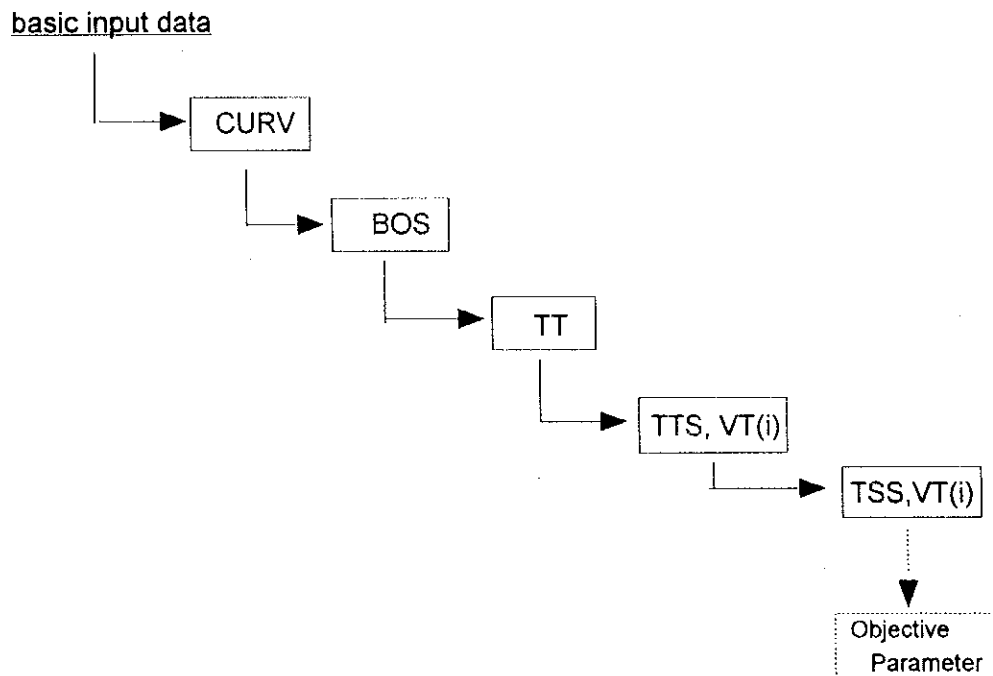 basic input data
CURV
BOS
TT
TTS, VT(i)
TSS,VT(i)
Objective
Parameter